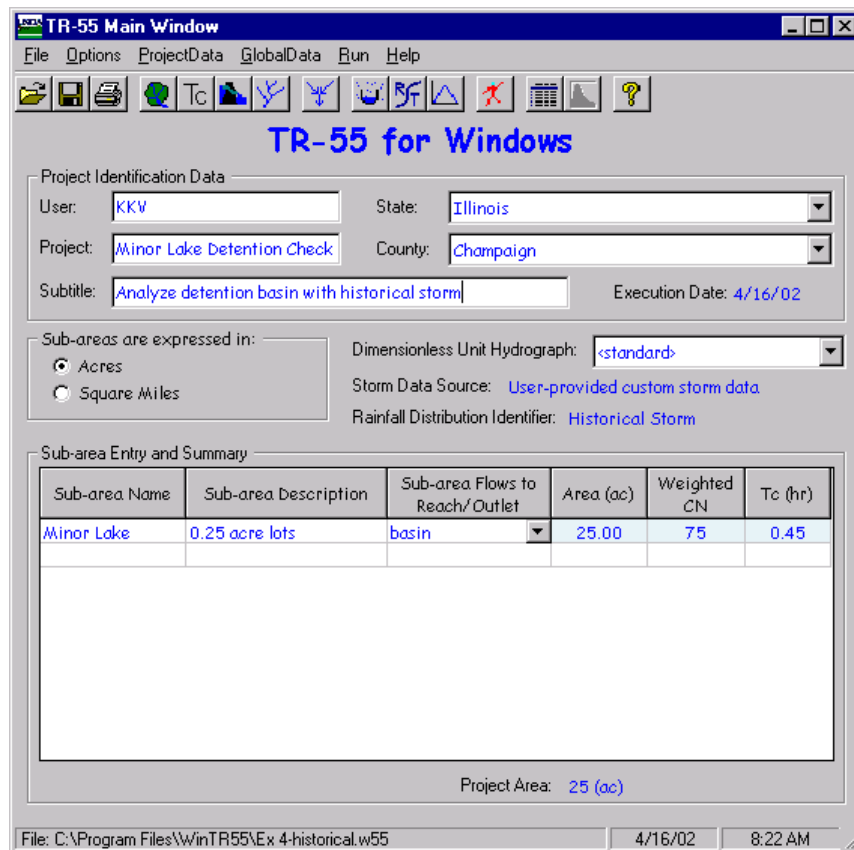 USDA TR-55 Main Window
File Options ProjectData GlobalData Run Help
Tc RFT ?
TR-55 for Windows
Project Identification Data
User: KKV State: Illinois
Project: Minor Lake Detention Check County: Champaign
Subtitle: Analyze detention basin with historical storm Execution Date: 4/16/02
Sub-areas are expressed in:
Acres
Square Miles
Dimensionless Unit Hydrograph: <standard>
Storm Data Source: User-provided custom storm data
Rainfall Distribution Identifier: Historical Storm
Sub-area Entry and Summary
Sub-area Name Sub-area Description Sub-area Flows to Reach/Outlet Area (ac) Weighted CN Tc (hr)
Minor Lake 0.25 acre lots basin 25.00 75 0.45
Project Area: 25 (ac)
File: C:\Program Files\WinTR55\Ex 4-historical.w55 4/16/02 8:22 AM